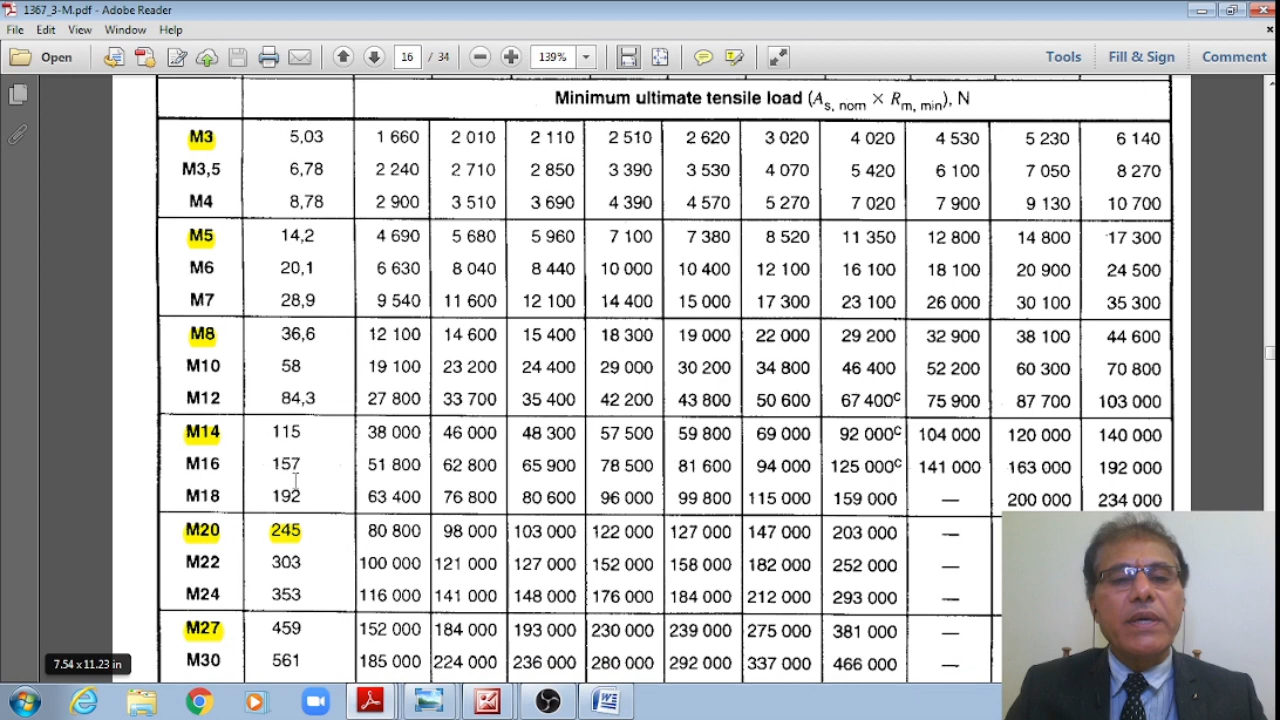 1367_3-M.pdf - Adobe Reader
File Edit View Window Help
Open 16 / 34 139% Tools Fill & Sign Comment
Minimum ultimate tensile load (As, nom × Rm, min), N
M3 5,03 1 660 2 010 2 110 2 510 2 620 3 020 4 020 4 530 5 230 6 140
M3,5 6,78 2 240 2 710 2 850 3 390 3 530 4 070 5 420 6 100 7 050 8 270
M4 8,78 2 900 3 510 3 690 4 390 4 570 5 270 7 020 7 900 9 130 10 700
M5 14,2 4 690 5 680 5 960 7 100 7 380 8 520 11 350 12 800 14 800 17 300
M6 20,1 6 630 8 040 8 440 10 000 10 400 12 100 16 100 18 100 20 900 24 500
M7 28,9 9 540 11 600 12 100 14 400 15 000 17 300 23 100 26 000 30 100 35 300
M8 36,6 12 100 14 600 15 400 18 300 19 000 22 000 29 200 32 900 38 100 44 600
M10 58 19 100 23 200 24 400 29 000 30 200 34 800 46 400 52 200 60 300 70 800
M12 84,3 27 800 33 700 35 400 42 200 43 800 50 600 67 400c 75 900 87 700 103 000
M14 115 38 000 46 000 48 300 57 500 59 800 69 000 92 000c 104 000 120 000 140 000
M16 157 51 800 62 800 65 900 78 500 81 600 94 000 125 000c 141 000 163 000 192 000
M18 192 63 400 76 800 80 600 96 000 99 800 115 000 159 000 — 200 000 234 000
M20 245 80 800 98 000 103 000 122 000 127 000 147 000 203 000 —
M22 303 100 000 121 000 127 000 152 000 158 000 182 000 252 000 —
M24 353 116 000 141 000 148 000 176 000 184 000 212 000 293 000 —
M27 459 152 000 184 000 193 000 230 000 239 000 275 000 381 000 —
M30 561 185 000 224 000 236 000 280 000 292 000 337 000 466 000 —
7.54 x 11.23 in